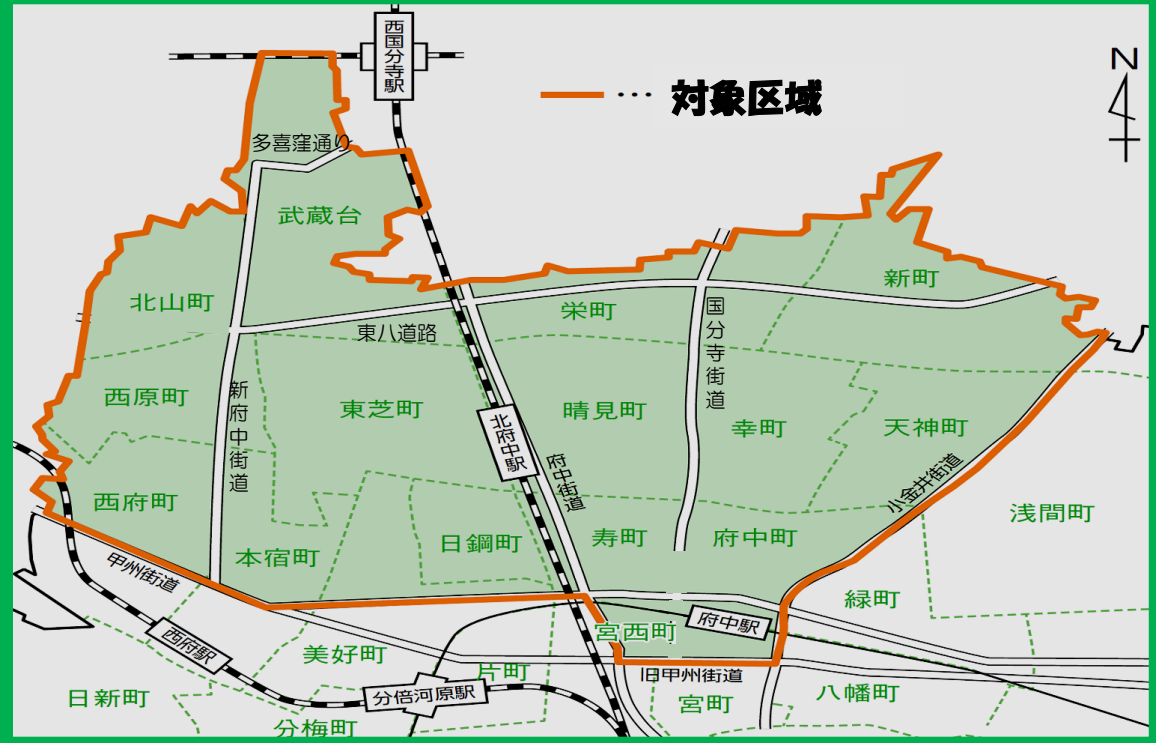 西国分寺駅
N
… 対象区域
多喜窪通り
武蔵台
新町
北山町
栄町
国分寺街道
東八道路
西原町
新府中街道
東芝町
晴見町
幸町
天神町
北府中駅
府中街道
小金井街道
西府町
浅間町
本宿町
日鋼町
寿町
府中町
甲州街道
緑町
西府駅
宮西町
府中駅
美好町
片町
旧甲州街道
日新町
分倍河原駅
宮町
八幡町
分梅町